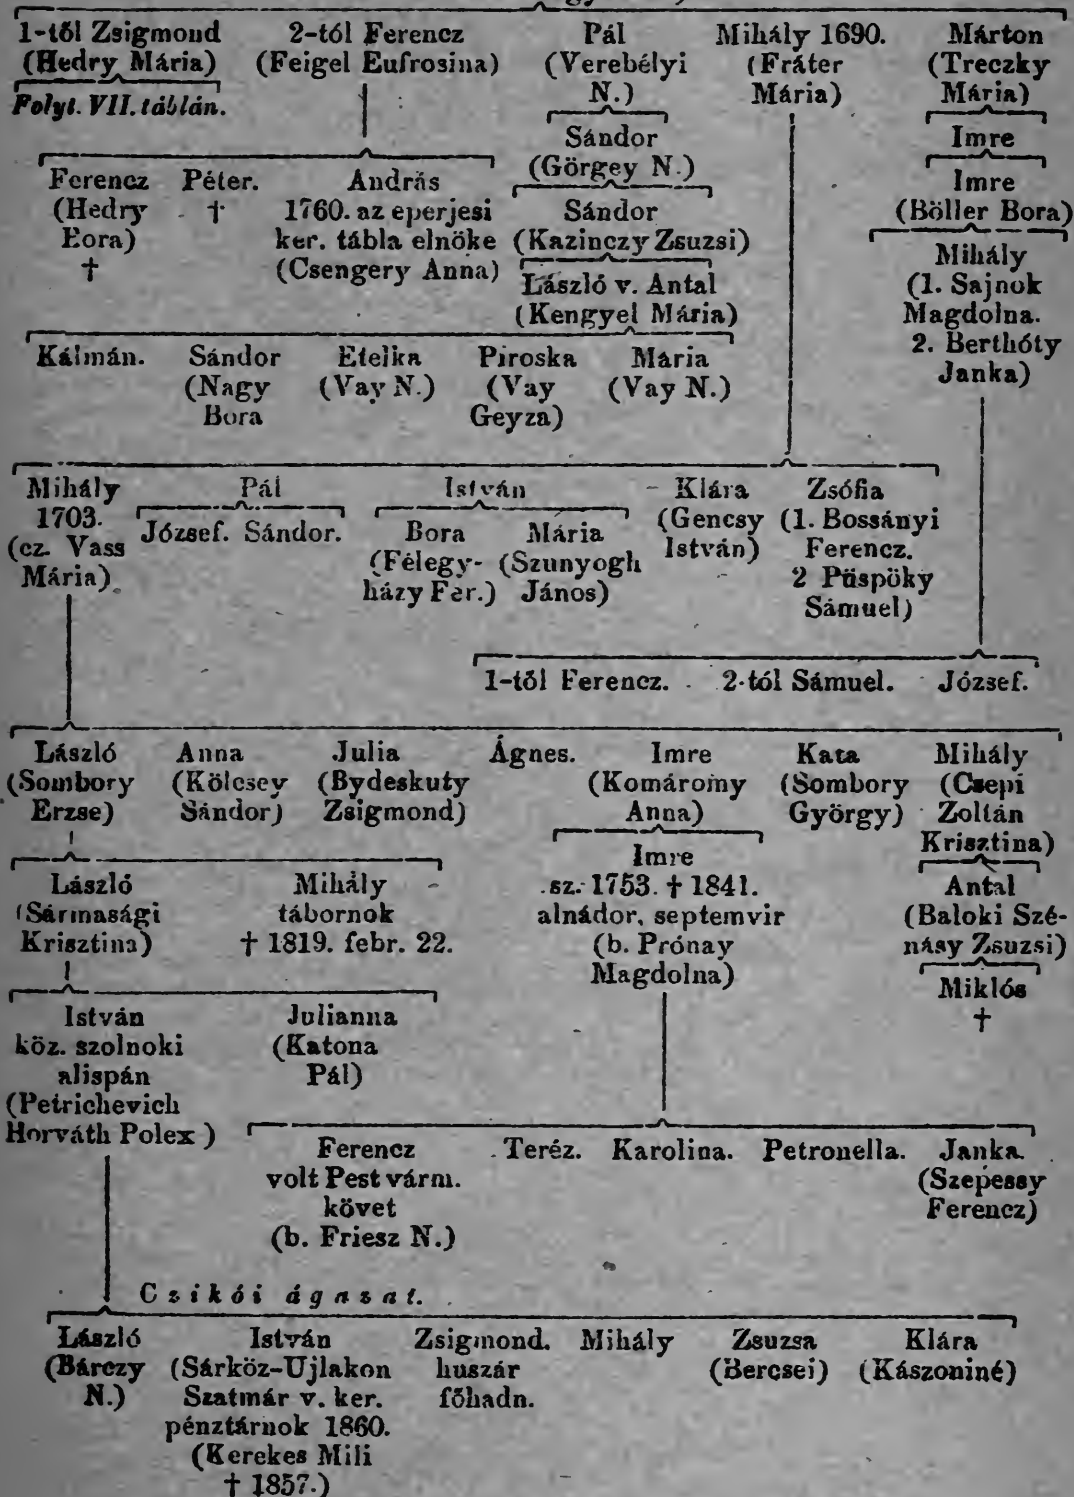 1-től Zsigmond 2-tól Ferencz Pál Mihály 1690. Márton
(Hedry Mária) (Feigel Eufrosina) (Verebélyi (Fráter (Treczky
Folyt. VII. táblán. N.) Mária) Mária)
Sándor Imre
(Görgey N.)
Ferencz Péter. András Sándor Imre
(Hedry † 1760. az eperjesi (Kazinczy Zsuzsi) (Böller Bora)
Bora) ker. tábla elnöke László v. Antal Mihály
† (Csengery Anna) (Kengyel Mária) (1. Sajnok
Magdolna.
Kálmán. Sándor Etelka Piroska Mária 2. Berthóty
(Nagy (Vay N.) (Vay (Vay N.) Janka)
Bora Geyza)
Mihály Pál István Klára Zsófia
1703. József. Sándor. Bora Mária (Gencsy (1. Bossányi
(cz. Vass (Félegy- (Szunyogh István) Ferencz.
Mária) házy Fer.) János) 2 Püspöky
Sámuel)
1-től Ferencz. 2-tól Sámuel. József.
László Anna Julia Ágnes. Imre Kata Mihály
(Sombory (Kölcsey (Bydeskuty (Komáromy (Sombory (Csepi
Erzse) Sándor) Zsigmond) Anna) György) Zoltán
Krisztina)
László Mihály Imre Antal
(Sármasági tábornok sz. 1753. † 1841. (Baloki Szé-
Krisztina) † 1819. febr. 22. alnádor, septemvir násy Zsuzsi)
(b. Prónay Miklós
Magdolna) †
István Julianna
köz. szolnoki (Katona
alispán Pál)
(Petrichevich
Horváth Polex)
Ferencz Teréz. Karolina. Petronella. Janka.
volt Pest várm. (Szepessy
követ Ferencz)
(b. Friesz N.)
Czikói ágazat.
László István Zsigmond. Mihály Zsuzsa Klára
(Bárczy (Sárköz-Ujlakon huszár (Bercsei) (Kászoniné)
N.) Szatmár v. ker. főhadn.
pénztárnok 1860.
(Kerekes Mili
† 1857.)